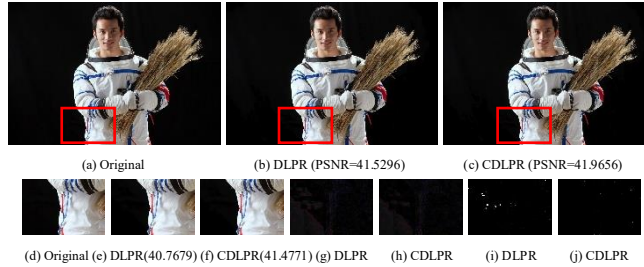 (a) Original (b) DLPR (PSNR=41.5296) (c) CDLPR (PSNR=41.9656)
(d) Original (e) DLPR(40.7679) (f) CDLPR(41.4771) (g) DLPR (h) CDLPR (i) DLPR (j) CDLPR